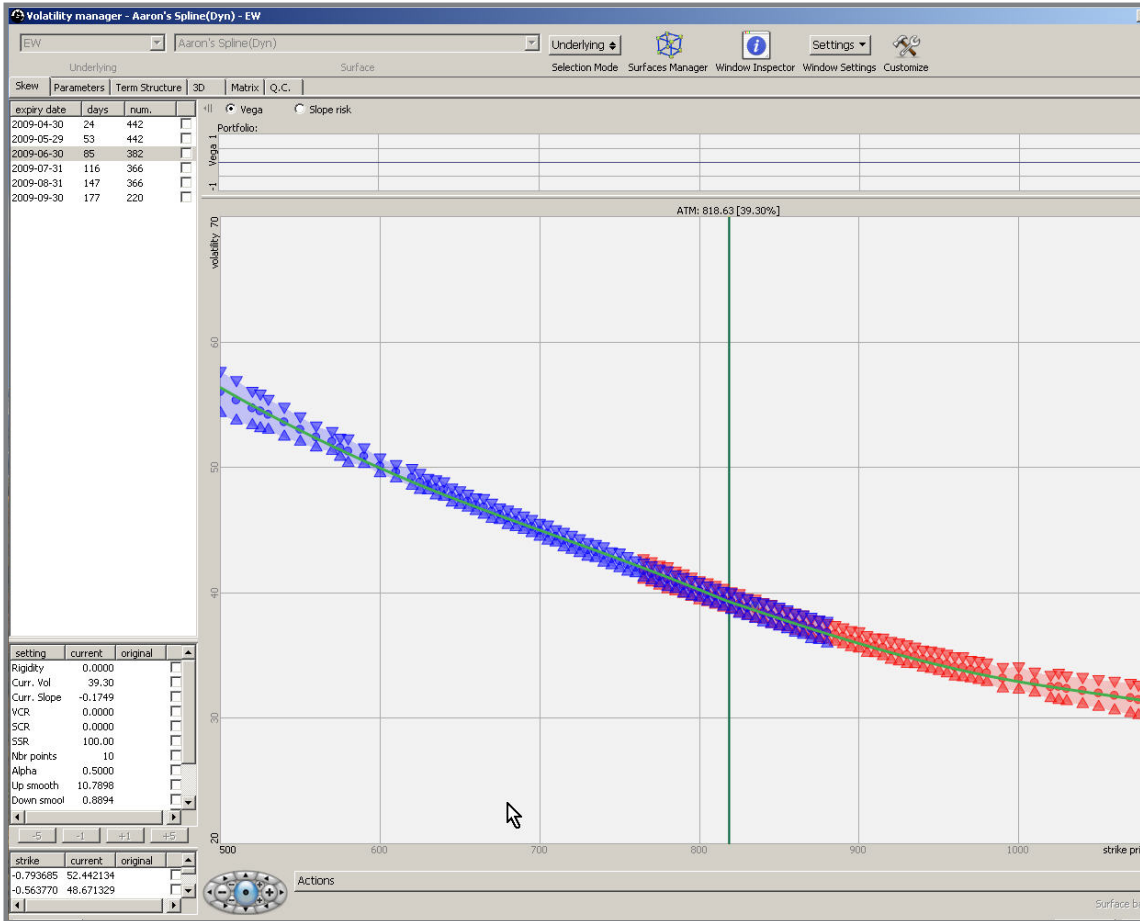 Volatility manager - Aaron's Spline(Dyn) - EW
EW Aaron's Spline(Dyn) Underlying Settings
Underlying Surface Selection Mode Surfaces Manager Window Inspector Window Settings Customize
Skew Parameters Term Structure 3D Matrix Q.C.
expiry date days num.
2009-04-30 24 442
2009-05-29 53 442
2009-06-30 85 382
2009-07-31 116 366
2009-08-31 147 366
2009-09-30 177 220
Vega Slope risk
Portfolio:
1
Vega
-1
ATM: 818.63 [39.30%]
70
volatility
60
50
40
30
20
500 600 700 800 900 1000 strike pri
setting current original
Rigidity 0.0000
Curr. Vol 39.30
Curr. Slope -0.1749
VCR 0.0000
SCR 0.0000
SSR 100.00
Nbr points 10
Alpha 0.5000
Up smooth 10.7898
Down smoot 0.8894
-5 -1 +1 +5
strike current original
-0.793685 52.442134
-0.563770 48.671329
Actions
Surface b